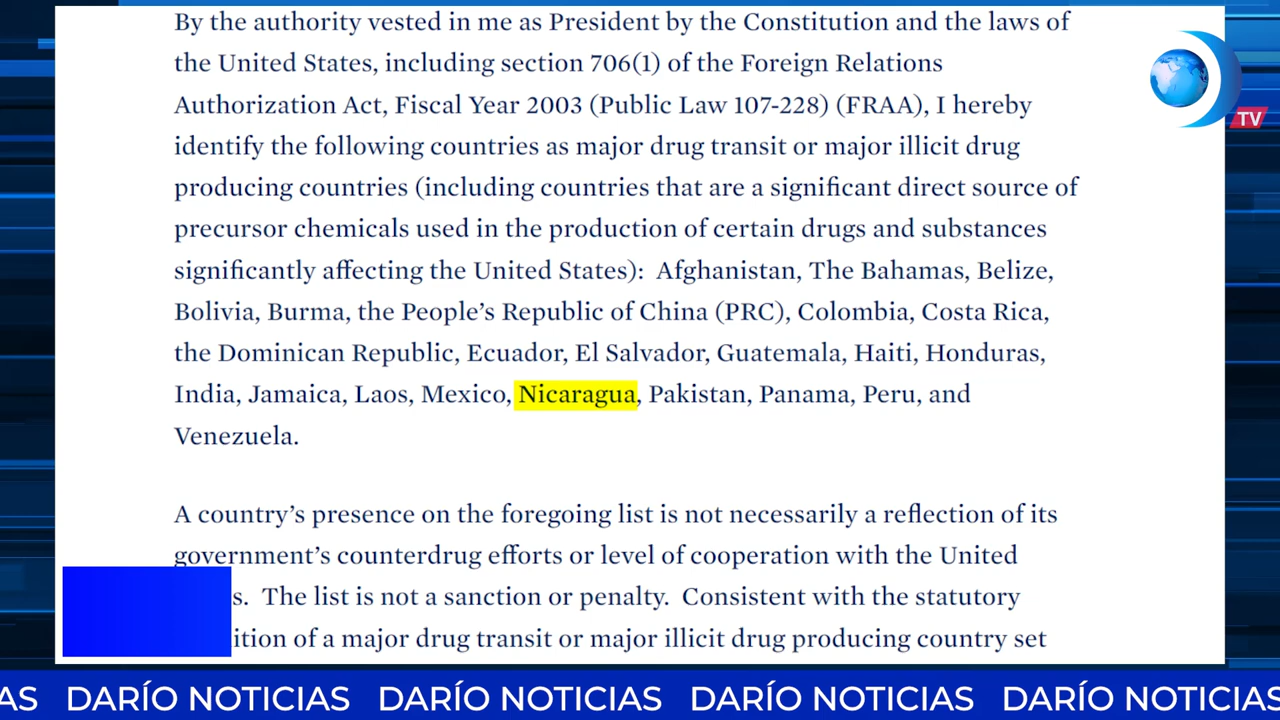 By the authority vested in me as President by the Constitution and the laws of
the United States, including section 706(1) of the Foreign Relations
Authorization Act, Fiscal Year 2003 (Public Law 107-228) (FRAA), I hereby
identify the following countries as major drug transit or major illicit drug
producing countries (including countries that are a significant direct source of
precursor chemicals used in the production of certain drugs and substances
significantly affecting the United States):  Afghanistan, The Bahamas, Belize,
Bolivia, Burma, the People’s Republic of China (PRC), Colombia, Costa Rica,
the Dominican Republic, Ecuador, El Salvador, Guatemala, Haiti, Honduras,
India, Jamaica, Laos, Mexico, Nicaragua, Pakistan, Panama, Peru, and
Venezuela.
A country’s presence on the foregoing list is not necessarily a reflection of its
government’s counterdrug efforts or level of cooperation with the United
s.  The list is not a sanction or penalty.  Consistent with the statutory
ition of a major drug transit or major illicit drug producing country set
TV
AS DARÍO NOTICIAS DARÍO NOTICIAS DARÍO NOTICIAS DARÍO NOTICIAS